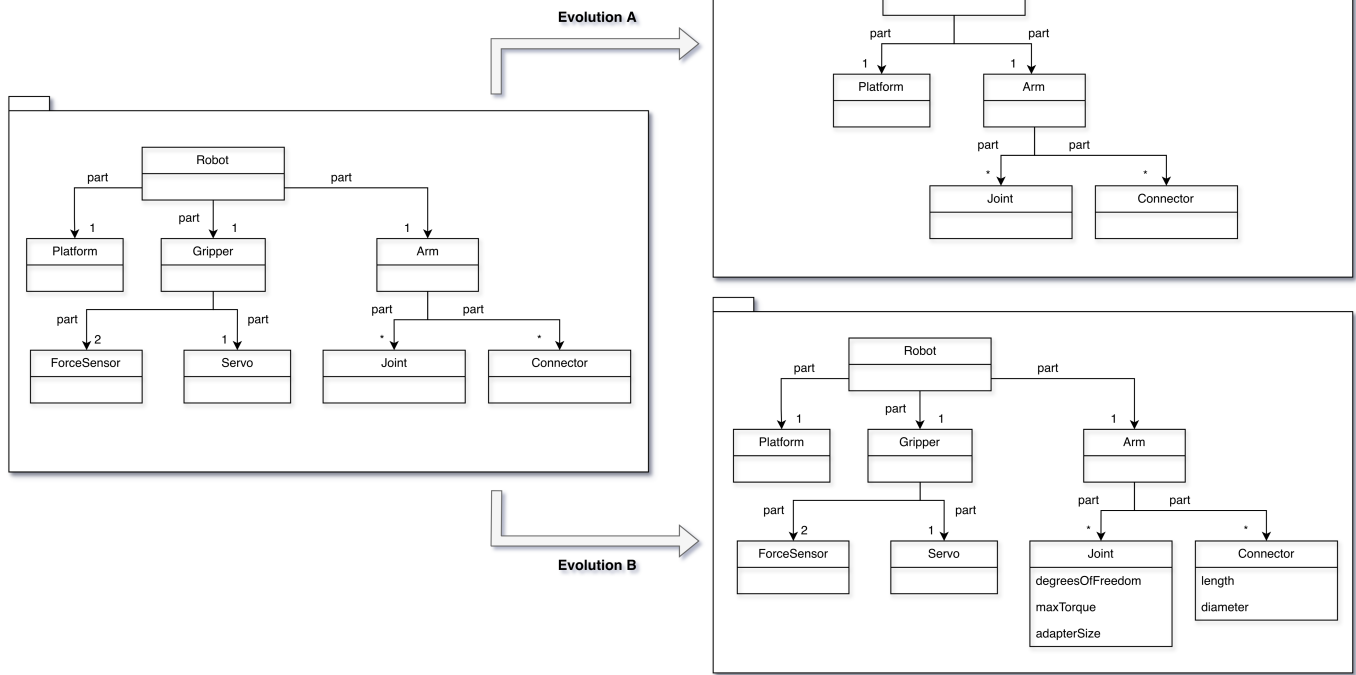 Evolution A
part
part
1
1
Platform
Arm
part
part
*
*
Joint
Connector
Robot
part
part
part
1
1
1
Platform
Gripper
Arm
part
part
part
part
2
1
*
*
ForceSensor
Servo
Joint
Connector
Evolution B
Robot
part
part
part
1
1
1
Platform
Gripper
Arm
part
part
part
part
2
1
*
*
ForceSensor
Servo
Joint
Connector
degreesOfFreedom
length
maxTorque
diameter
adapterSize